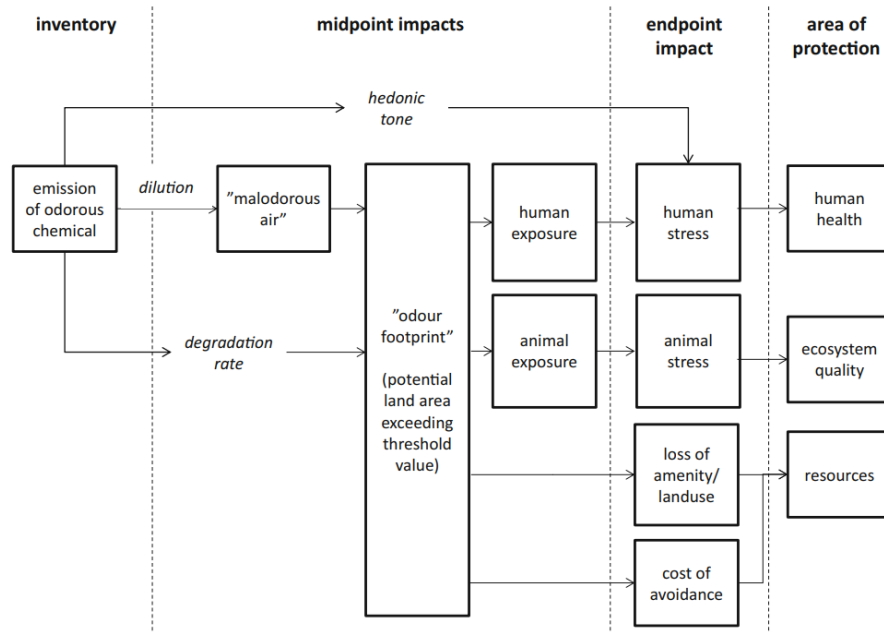 inventory
midpoint impacts
endpoint
impact
area of
protection
hedonic
tone
emission
of odorous
chemical
dilution
”malodorous
air”
degradation
rate
”odour
footprint”
(potential
land area
exceeding
threshold
value)
human
exposure
human
stress
human
health
animal
exposure
animal
stress
ecosystem
quality
loss of
amenity/
landuse
resources
cost of
avoidance